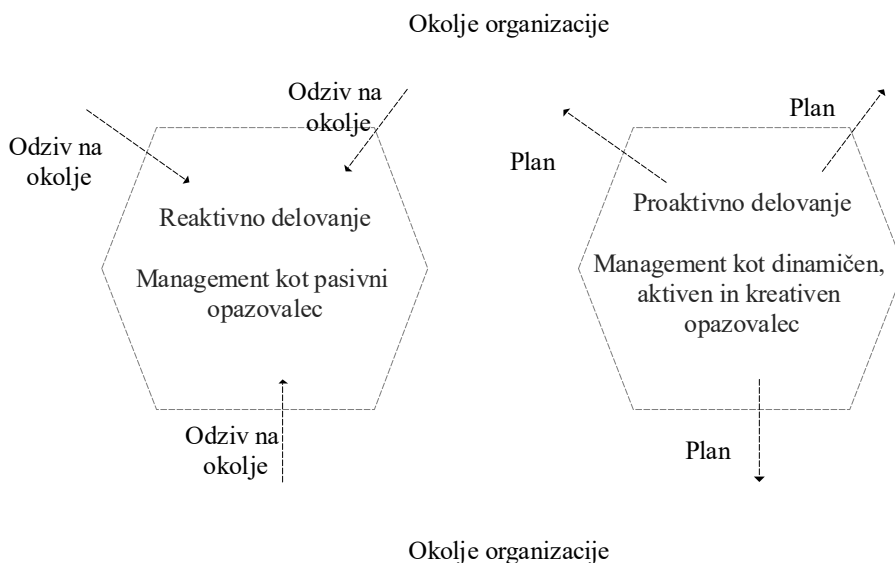 Okolje organizacije
Odziv na
okolje
Odziv na
okolje
Reaktivno delovanje
Management kot pasivni
opazovalec
Odziv na
okolje
Plan
Plan
Proaktivno delovanje
Management kot dinamičen,
aktiven in kreativen
opazovalec
Plan
Okolje organizacije